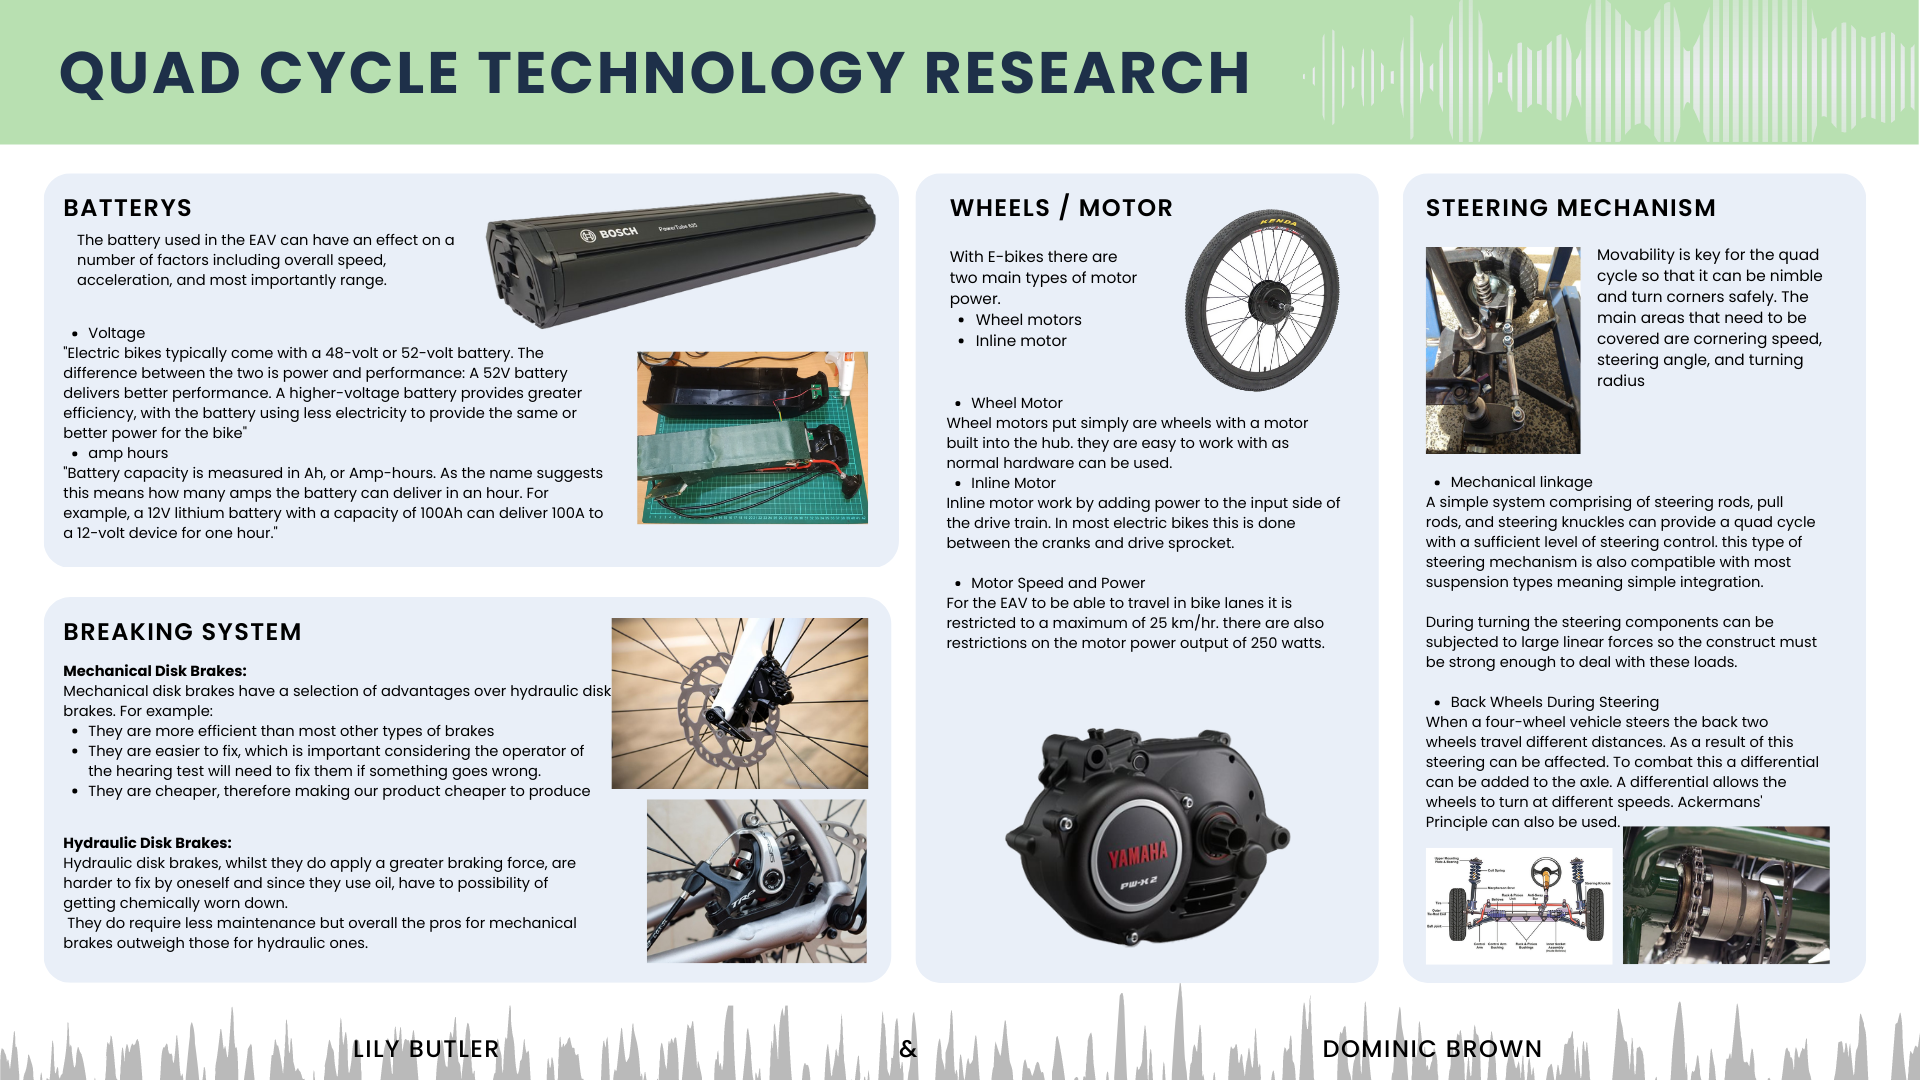 QUAD CYCLE TECHNOLOGY RESEARCH
BATTERYS
The battery used in the EAV can have an effect on a
number of factors including overall speed,
acceleration, and most importantly range.
BOSCH
PowerTube 625
• Voltage
"Electric bikes typically come with a 48-volt or 52-volt battery. The
difference between the two is power and performance: A 52V battery
delivers better performance. A higher-voltage battery provides greater
efficiency, with the battery using less electricity to provide the same or
better power for the bike"
• amp hours
"Battery capacity is measured in Ah, or Amp-hours. As the name suggests
this means how many amps the battery can deliver in an hour. For
example, a 12V lithium battery with a capacity of 100Ah can deliver 100A to
a 12-volt device for one hour."
BREAKING SYSTEM
Mechanical Disk Brakes:
Mechanical disk brakes have a selection of advantages over hydraulic disk
brakes. For example:
• They are more efficient than most other types of brakes
• They are easier to fix, which is important considering the operator of
the hearing test will need to fix them if something goes wrong.
• They are cheaper, therefore making our product cheaper to produce
Hydraulic Disk Brakes:
Hydraulic disk brakes, whilst they do apply a greater braking force, are
harder to fix by oneself and since they use oil, have to possibility of
getting chemically worn down.
They do require less maintenance but overall the pros for mechanical
brakes outweigh those for hydraulic ones.
TRP
WHEELS / MOTOR
With E-bikes there are
two main types of motor
power.
• Wheel motors
• Inline motor
KENDA
• Wheel Motor
Wheel motors put simply are wheels with a motor
built into the hub. they are easy to work with as
normal hardware can be used.
• Inline Motor
Inline motor work by adding power to the input side of
the drive train. In most electric bikes this is done
between the cranks and drive sprocket.
• Motor Speed and Power
For the EAV to be able to travel in bike lanes it is
restricted to a maximum of 25 km/hr. there are also
restrictions on the motor power output of 250 watts.
YAMAHA
PW-X2
STEERING MECHANISM
Movability is key for the quad
cycle so that it can be nimble
and turn corners safely. The
main areas that need to be
covered are cornering speed,
steering angle, and turning
radius
• Mechanical linkage
A simple system comprising of steering rods, pull
rods, and steering knuckles can provide a quad cycle
with a sufficient level of steering control. this type of
steering mechanism is also compatible with most
suspension types meaning simple integration.
During turning the steering components can be
subjected to large linear forces so the construct must
be strong enough to deal with these loads.
• Back Wheels During Steering
When a four-wheel vehicle steers the back two
wheels travel different distances. As a result of this
steering can be affected. To combat this a differential
can be added to the axle. A differential allows the
wheels to turn at different speeds. Ackermans'
Principle can also be used.
Upper Mounting
Plate & Bearing
Coil Spring
Steering Knuckle
Tire
Bellows
Ball Joint
Control
Arm
Control Arm
Bushing
Rack & Pinion
Bushings
Inner Socket
Assembly
LILY BUTLER
&
DOMINIC BROWN